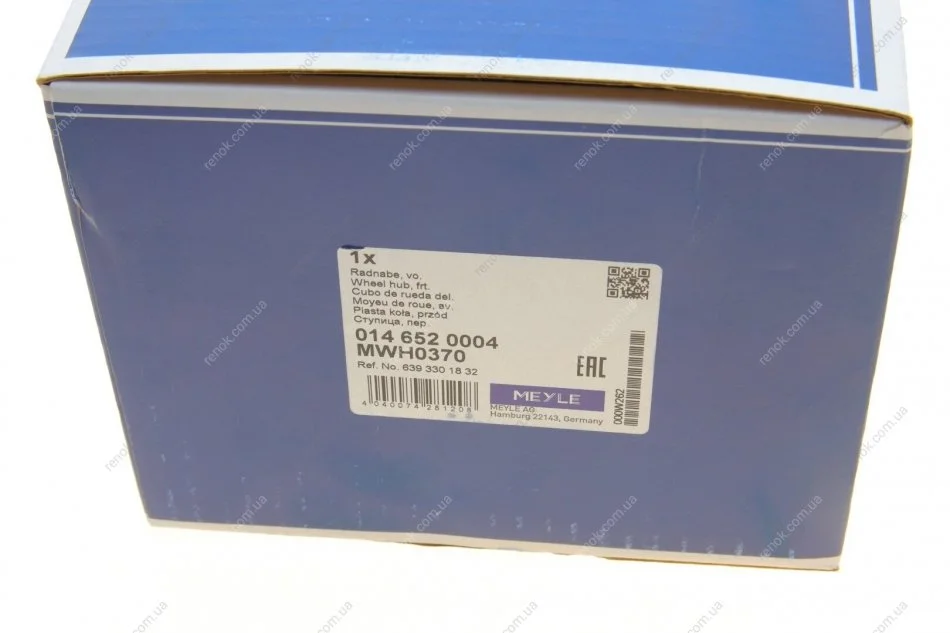 1x
Radnabe, vo.
Wheel hub, frt.
Cubo de rueda del.
Moyeu de roue, av.
Piasta koła, przód
Ступица, пер.
014 652 0004
MWH0370
Ref. No. 639 330 18 32
4 040074 261208
EAC
MEYLE
MEYLE AG
Hamburg 22143, Germany
000W262
renok.com.ua